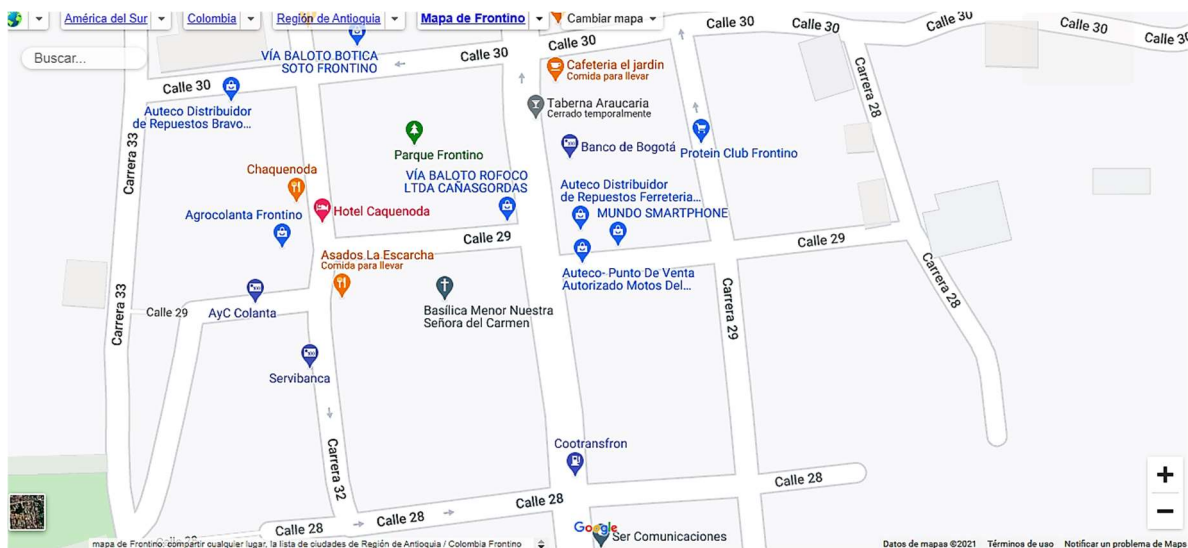 América del Sur
Colombia
Región de Antioquia
Mapa de Frontino
Cambiar mapa
Calle 30
Calle 30
Calle 30
Calle 30
Buscar...
VÍA BALOTO BOTICA
SOTO FRONTINO
Calle 30
Calle 30
Calle 30
Cafeteria el jardin
Comida para llevar
Carrera 28
Auteco Distribuidor
de Repuestos Bravo...
Taberna Araucaria
Cerrado temporalmente
Carrera 33
Parque Frontino
Banco de Bogotá
Protein Club Frontino
Chaquenoda
VÍA BALOTO ROFOCO
LTDA CAÑASGORDAS
Auteco Distribuidor
de Repuestos Ferreteria...
Agrocolanta Frontino
Hotel Caquenoda
MUNDO SMARTPHONE
Calle 29
Calle 29
Asados La Escarcha
Comida para llevar
Auteco- Punto De Venta
Autorizado Motos Del...
Carrera 28
Carrera 33
Calle 29
AyC Colanta
Basílica Menor Nuestra
Señora del Carmen
Carrera 29
Servibanca
Cootransfron
Carrera 32
Calle 28
Calle 28
Calle 28
Calle 28
Google
Ser Comunicaciones
mapa de Frontino: compartir cualquier lugar, la lista de ciudades de Región de Antioquia / Colombia Frontino
Datos de mapas ©2021
Términos de uso
Notificar un problema de Maps